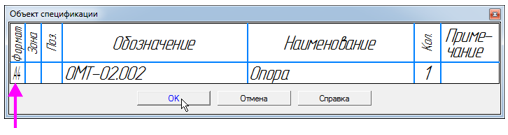 Объект спецификации
Формат Зона Поз. Обозначение Наименование Кол. Приме-
чание
А4 ОМТ-02.002 Опора 1
ОК Отмена Справка